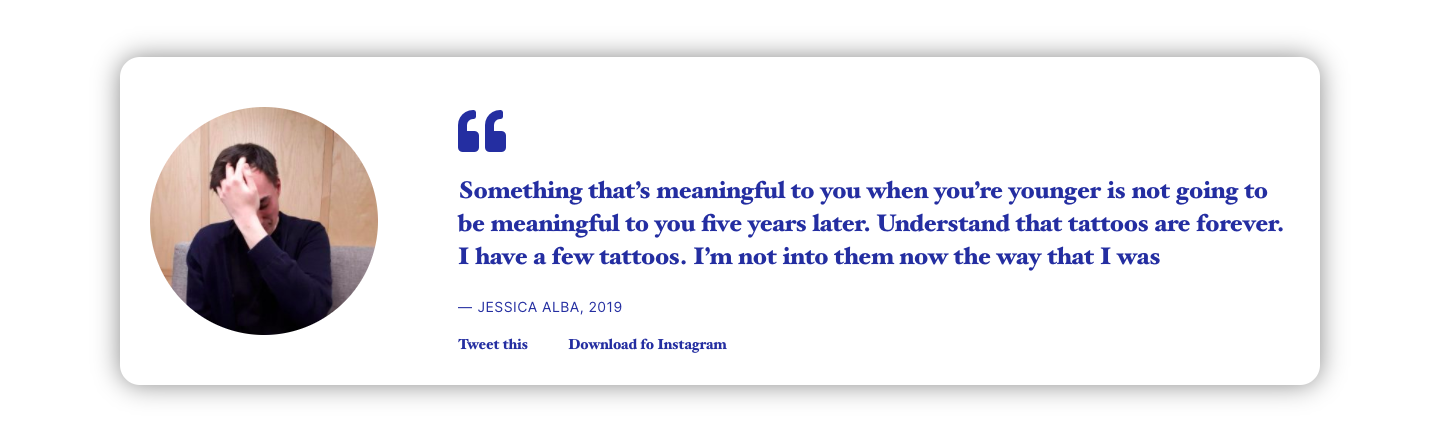 “
Something that’s meaningful to you when you’re younger is not going to
be meaningful to you five years later. Understand that tattoos are forever.
I have a few tattoos. I’m not into them now the way that I was
— JESSICA ALBA, 2019
Tweet this Download fo Instagram